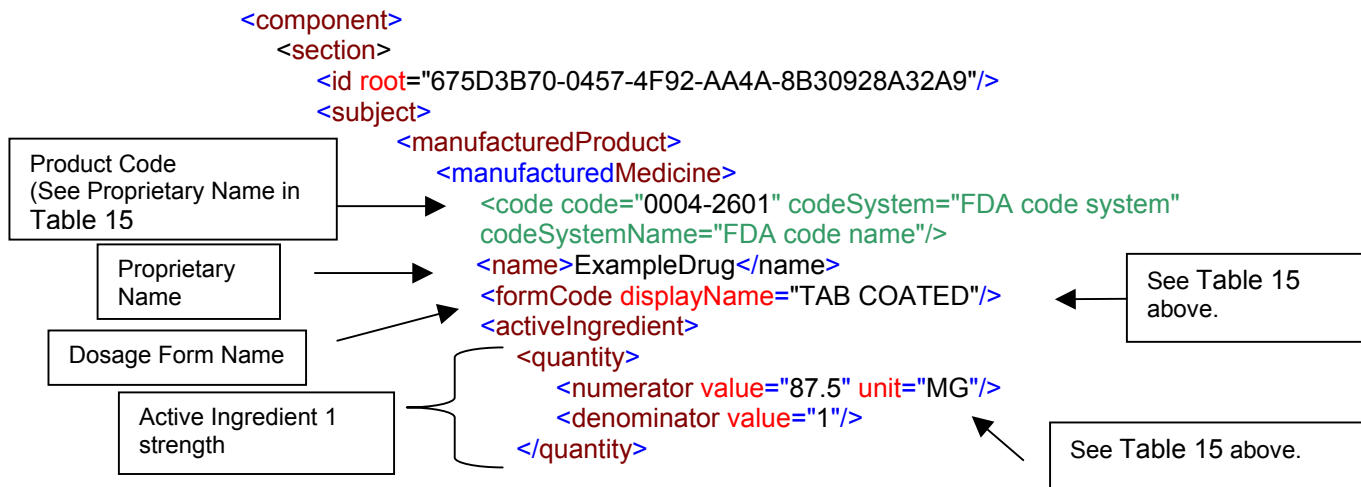 <component>
<section>
<id root="675D3B70-0457-4F92-AA4A-8B30928A32A9"/>
<subject>
<manufacturedProduct>
<manufacturedMedicine>
Product Code
(See Proprietary Name in
Table 15
<code code="0004-2601" codeSystem="FDA code system"
codeSystemName="FDA code name"/>
Proprietary
Name
<name>ExampleDrug</name>
<formCode displayName="TAB COATED"/>
See Table 15
above.
Dosage Form Name
<activeIngredient>
<quantity>
<numerator value="87.5" unit="MG"/>
<denominator value="1"/>
</quantity>
Active Ingredient 1
strength
See Table 15 above.